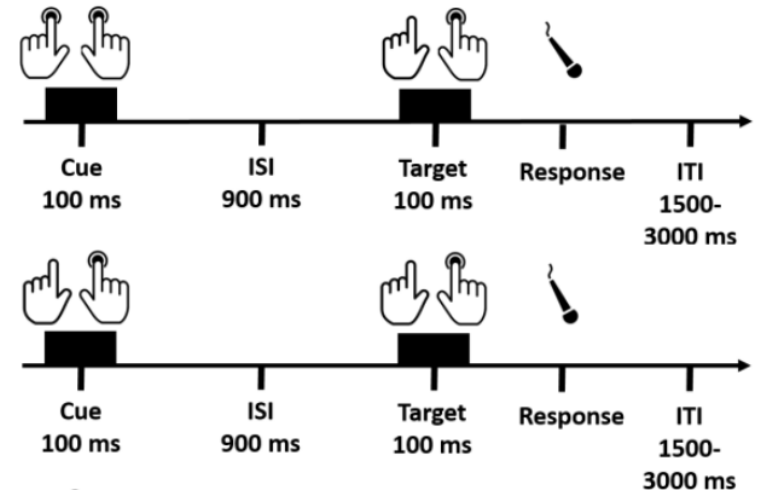 Cue ISI Target Response ITI
100 ms 900 ms 100 ms 1500-
3000 ms
Cue ISI Target Response ITI
100 ms 900 ms 100 ms 1500-
3000 ms